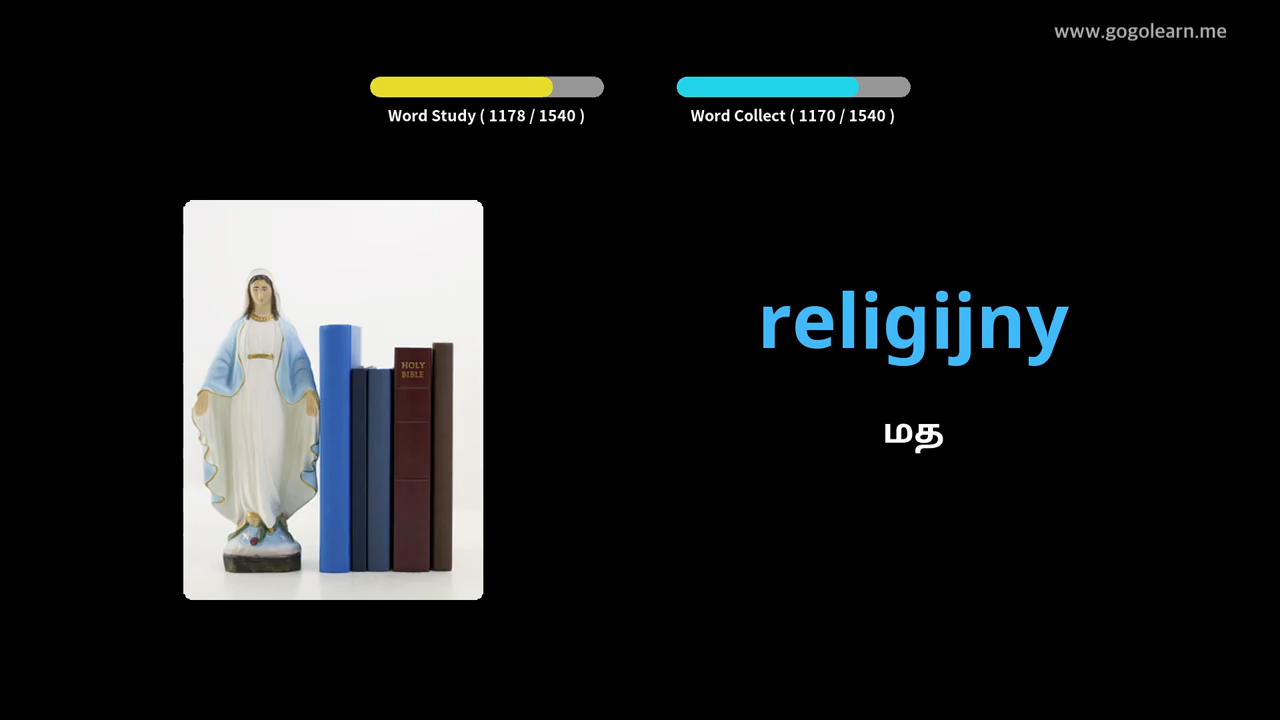 www.gogolearn.me
Word Study ( 1178 / 1540 )
Word Collect ( 1170 / 1540 )
HOLY
BIBLE
religijny
மத